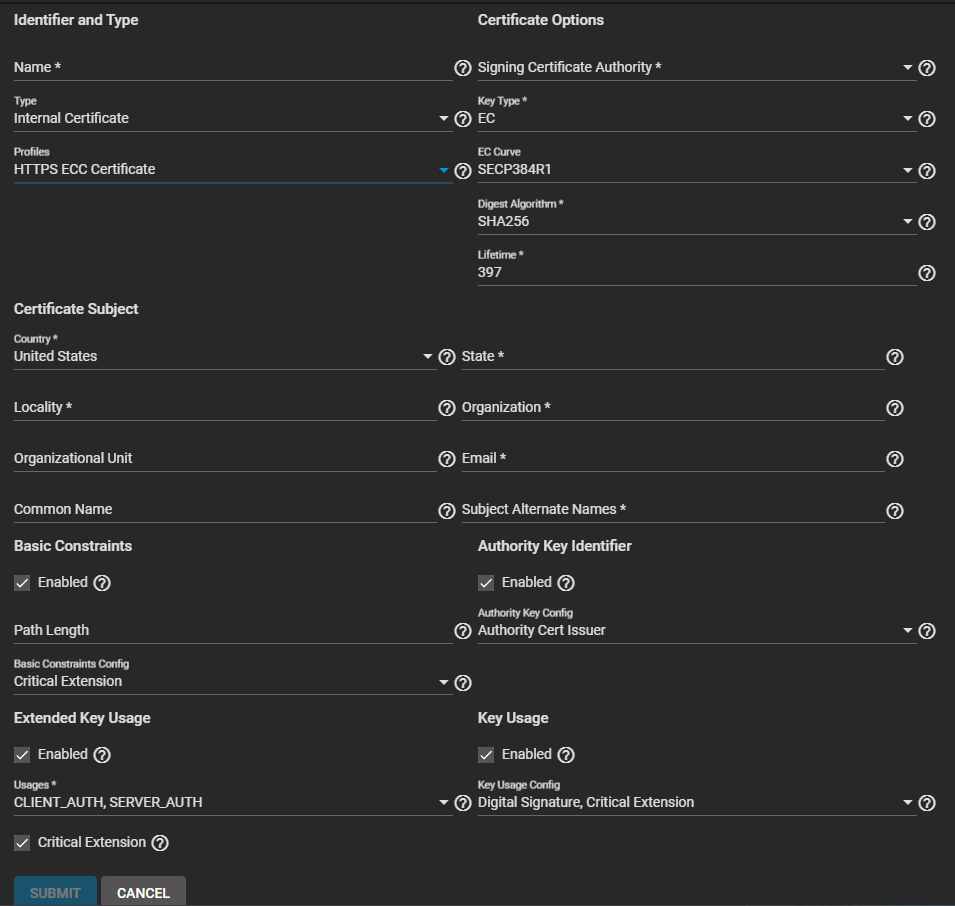 Identifier and Type
Certificate Options
Name *
Signing Certificate Authority *
Type
Internal Certificate
Key Type *
EC
Profiles
HTTPS ECC Certificate
EC Curve
SECP384R1
Digest Algorithm *
SHA256
Lifetime *
397
Certificate Subject
Country *
United States
State *
Locality *
Organization *
Organizational Unit
Email *
Common Name
Subject Alternate Names *
Basic Constraints
Authority Key Identifier
Enabled
Enabled
Path Length
Authority Key Config
Authority Cert Issuer
Basic Constraints Config
Critical Extension
Extended Key Usage
Key Usage
Enabled
Enabled
Usages *
CLIENT_AUTH, SERVER_AUTH
Key Usage Config
Digital Signature, Critical Extension
Critical Extension
SUBMIT
CANCEL